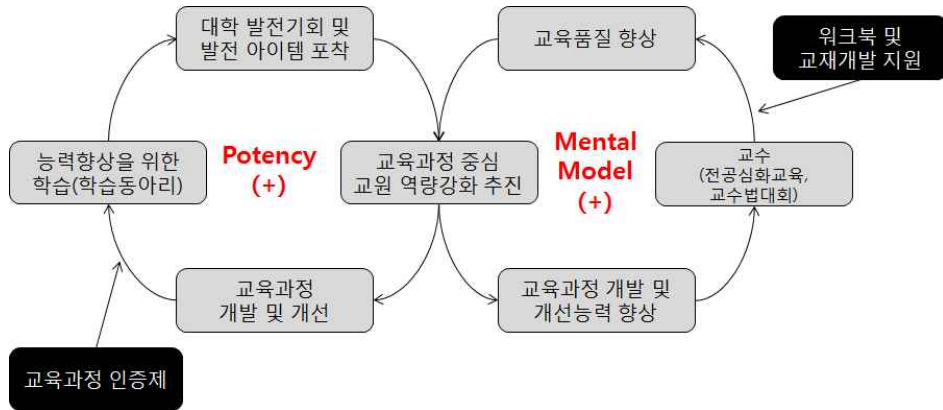 대학 발전기회 및
발전 아이템 포착
교육품질 향상
워크북 및
교재개발 지원
능력향상을 위한
학습(학습동아리)
Potency
(+)
교육과정 중심
교원 역량강화 추진
Mental
Model
(+)
교수
(전공심화교육,
교수법대회)
교육과정
개발 및 개선
교육과정 개발 및
개선능력 향상
교육과정 인증제